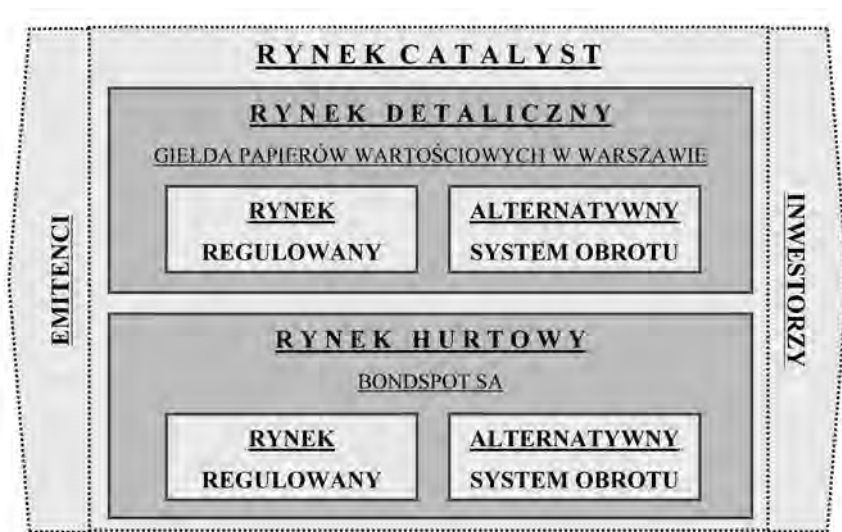 RYNEK CATALYST
RYNEK DETALICZNY
GIEŁDA PAPIERÓW WARTOŚCIOWYCH W WARSZAWIE
RYNEK
REGULOWANY
ALTERNATYWNY
SYSTEM OBROTU
RYNEK HURTOWY
BONDSPOT SA
RYNEK
REGULOWANY
ALTERNATYWNY
SYSTEM OBROTU
EMITENCI
INWESTORZY